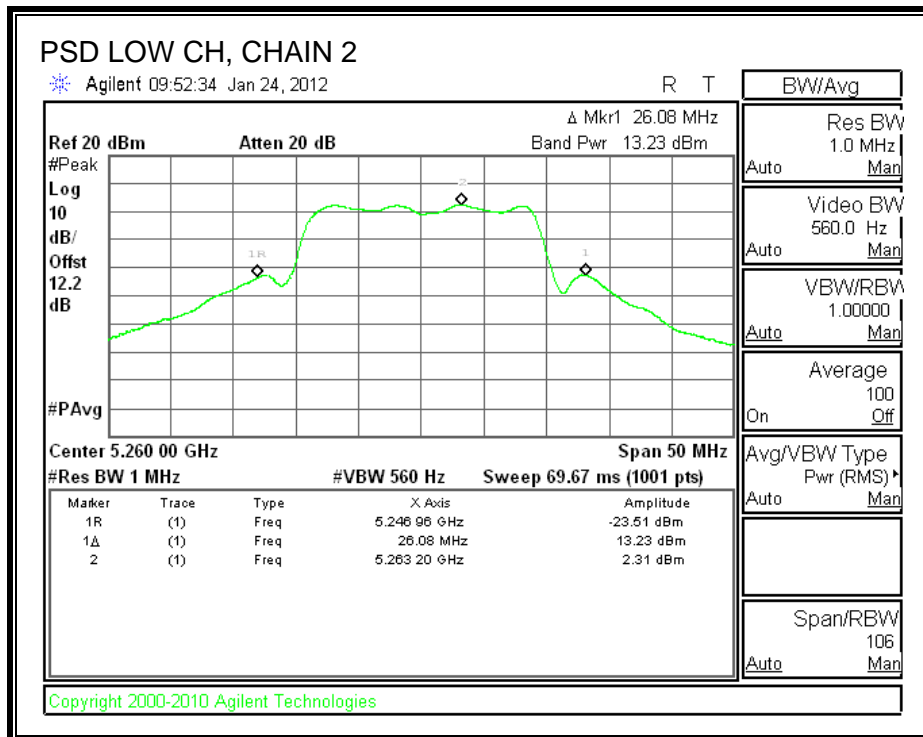 PSD LOW CH, CHAIN 2
Agilent 09:52:34 Jan 24, 2012 R T
Δ Mkr1 26.08 MHz
Ref 20 dBm Atten 20 dB Band Pwr 13.23 dBm
#Peak
Log
10
dB/
Offst
12.2
dB
#PAvg
2
1R
1
Center 5.260 00 GHz Span 50 MHz
#Res BW 1 MHz #VBW 560 Hz Sweep 69.67 ms (1001 pts)
Marker Trace Type X Axis Amplitude
1R (1) Freq 5.246 96 GHz -23.51 dBm
1Δ (1) Freq 26.08 MHz 13.23 dBm
2 (1) Freq 5.263 20 GHz 2.31 dBm
BW/Avg
Res BW
1.0 MHz
Auto Man
Video BW
560.0 Hz
Auto Man
VBW/RBW
1.00000
Auto Man
Average
100
On Off
Avg/VBW Type
Pwr (RMS)
Auto Man
Span/RBW
106
Auto Man
Copyright 2000-2010 Agilent Technologies